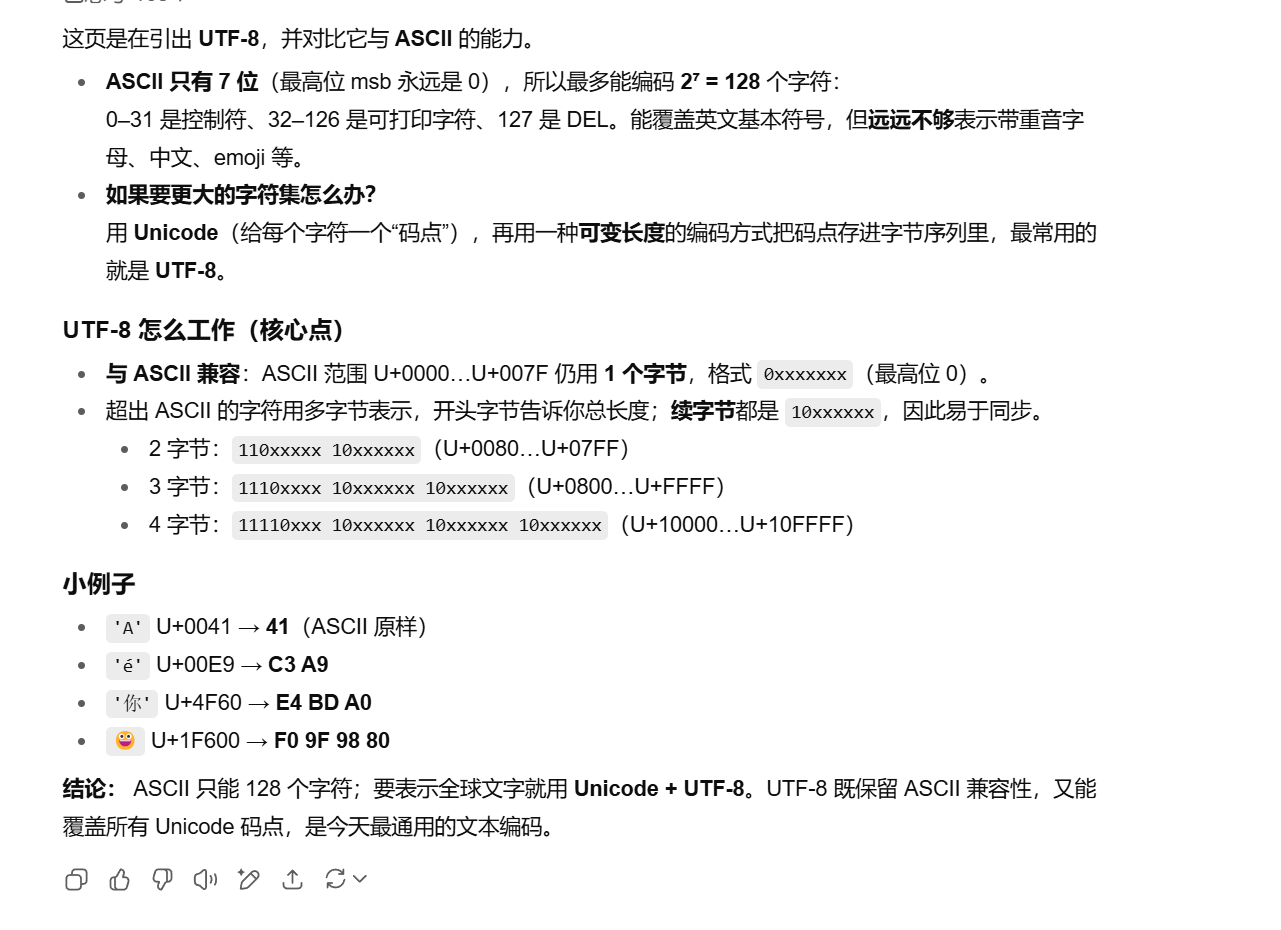 这页是在引出 UTF-8，并对比它与 ASCII 的能力。
ASCII 只有 7 位（最高位 msb 永远是 0），所以最多能编码 2⁷ = 128 个字符：
0–31 是控制符、32–126 是可打印字符、127 是 DEL。能覆盖英文基本符号，但远远不够表示带重音字
母、中文、emoji 等。
如果要更大的字符集怎么办？
用 Unicode（给每个字符一个“码点”），再用一种可变长度的编码方式把码点存进字节序列里，最常用的
就是 UTF-8。
UTF-8 怎么工作（核心点）
与 ASCII 兼容：ASCII 范围 U+0000…U+007F 仍用 1 个字节，格式 0xxxxxxx（最高位 0）。
超出 ASCII 的字符用多字节表示，开头字节告诉你总长度；续字节都是 10xxxxxx，因此易于同步。
2 字节：110xxxxx 10xxxxxx（U+0080…U+07FF）
3 字节：1110xxxx 10xxxxxx 10xxxxxx（U+0800…U+FFFF）
4 字节：11110xxx 10xxxxxx 10xxxxxx 10xxxxxx（U+10000…U+10FFFF）
小例子
'A' U+0041 → 41（ASCII 原样）
'é' U+00E9 → C3 A9
'你' U+4F60 → E4 BD A0
😀 U+1F600 → F0 9F 98 80
结论： ASCII 只能 128 个字符；要表示全球文字就用 Unicode + UTF-8。UTF-8 既保留 ASCII 兼容性，又能
覆盖所有 Unicode 码点，是今天最通用的文本编码。